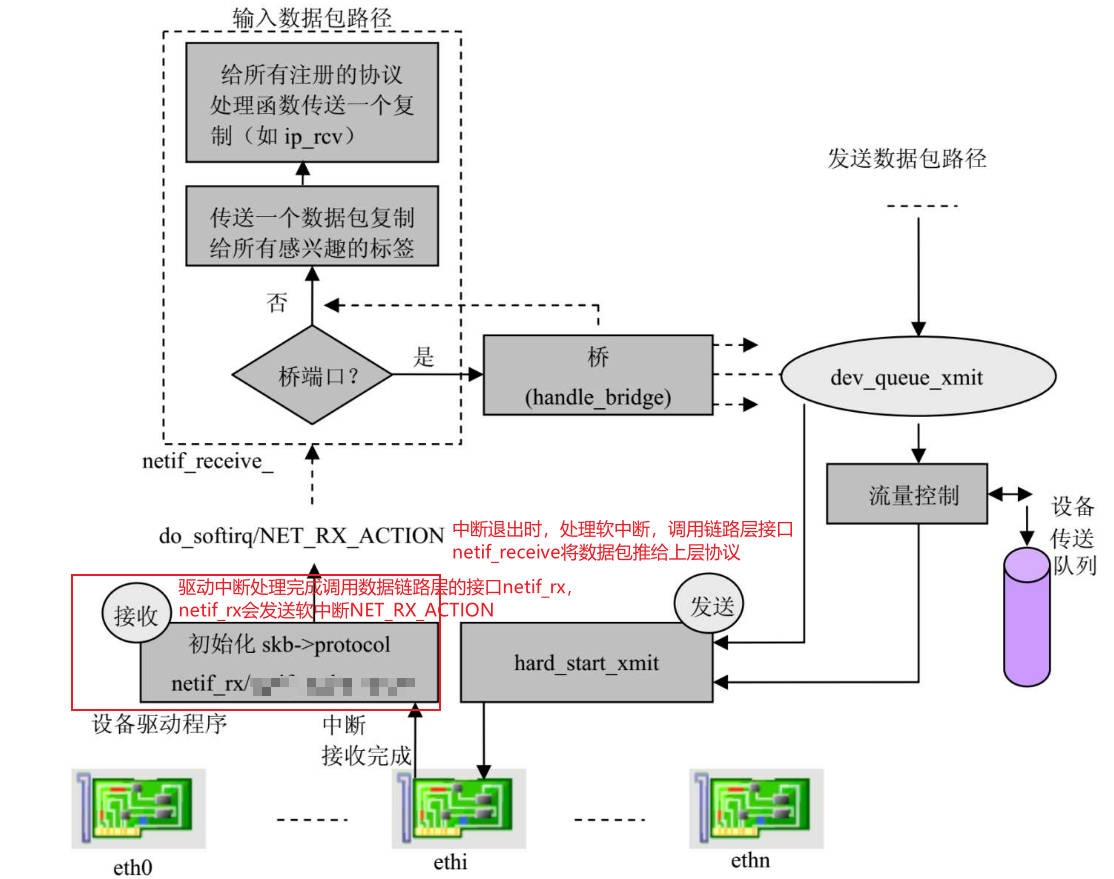 输入数据包路径
给所有注册的协议
处理函数传送一个复
制（如 ip_rcv）
传送一个数据包复制
给所有感兴趣的标签
否
桥端口？
是
桥
(handle_bridge)
发送数据包路径
dev_queue_xmit
流量控制
设备
传送
队列
netif_receive_
do_softirq/NET_RX_ACTION
中断退出时，处理软中断，调用链路层接口
netif_receive将数据包推给上层协议
驱动中断处理完成调用数据链路层的接口netif_rx，
netif_rx会发送软中断NET_RX_ACTION
接收
初始化 skb->protocol
netif_rx/
发送
hard_start_xmit
设备驱动程序
中断
接收完成
eth0
ethi
ethn